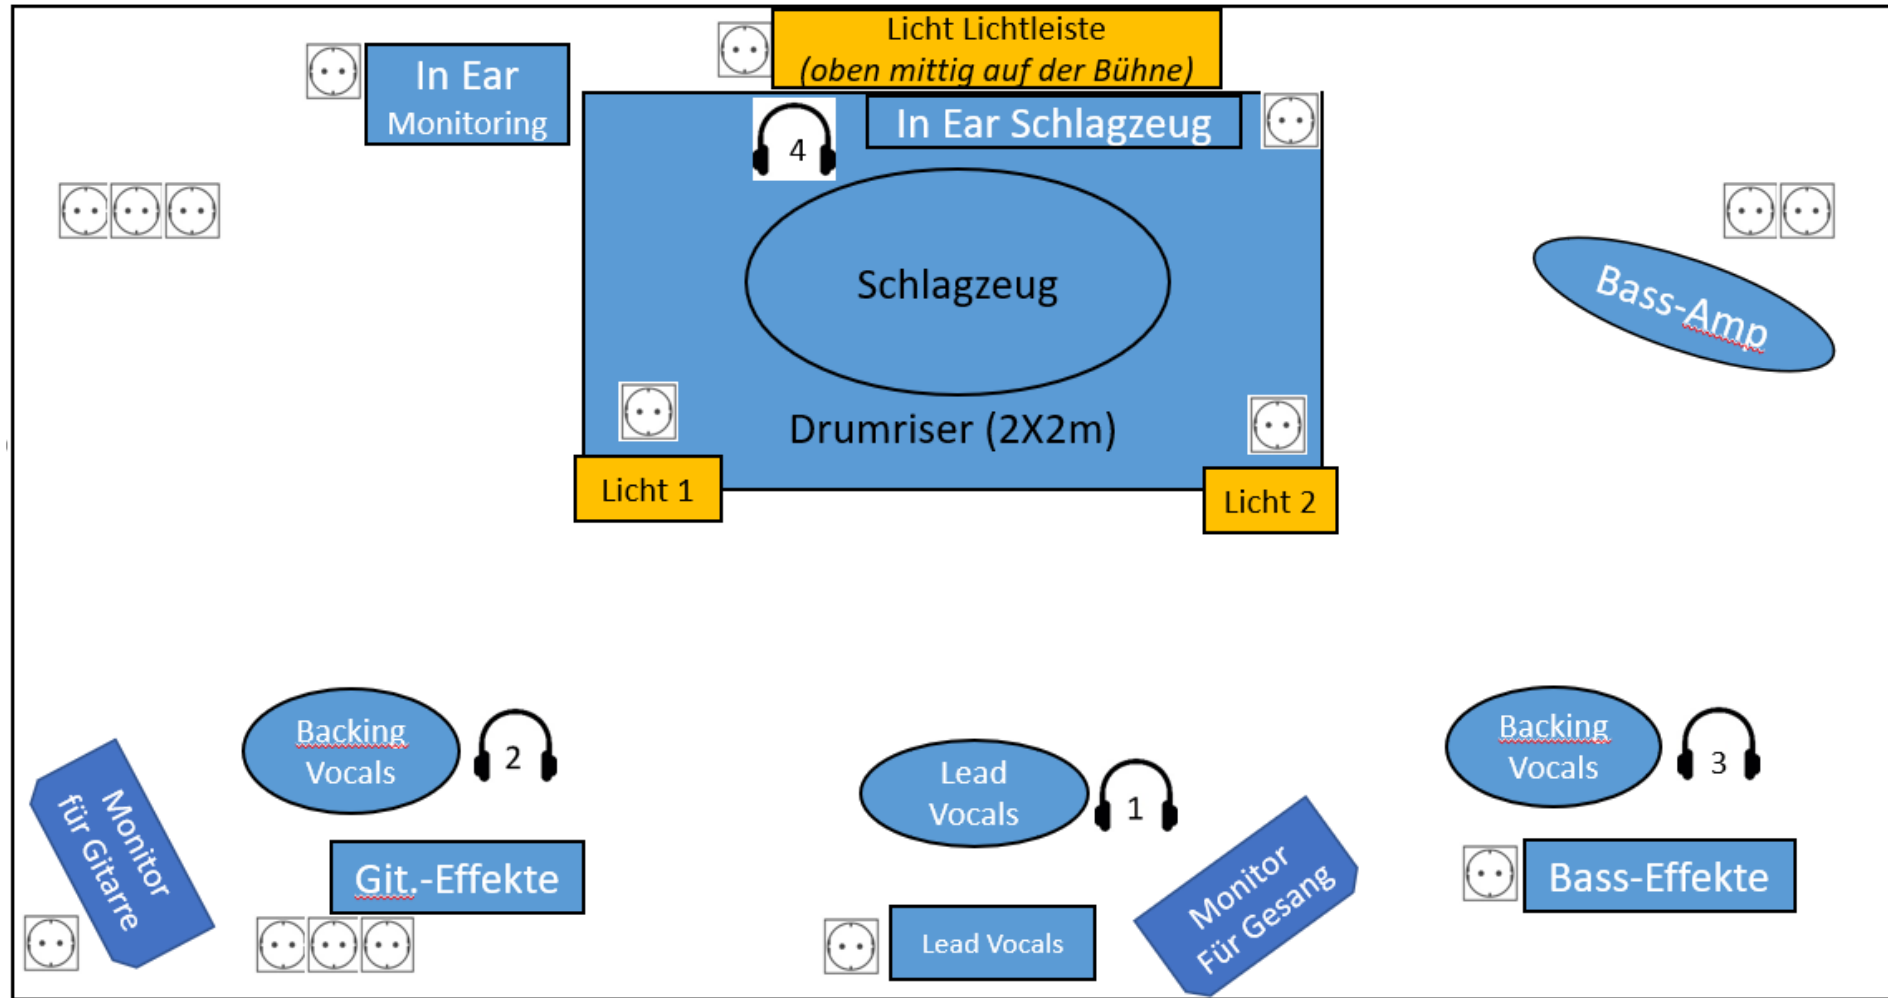 Licht Lichtleiste
(oben mittig auf der Bühne)
In Ear
Monitoring
In Ear Schlagzeug
4
Schlagzeug
Bass-Amp
Drumriser (2X2m)
Licht 1
Licht 2
Backing
Vocals
2
Lead
Vocals
1
Backing
Vocals
3
Monitor
für Gitarre
Git.-Effekte
Lead Vocals
Monitor
Für Gesang
Bass-Effekte